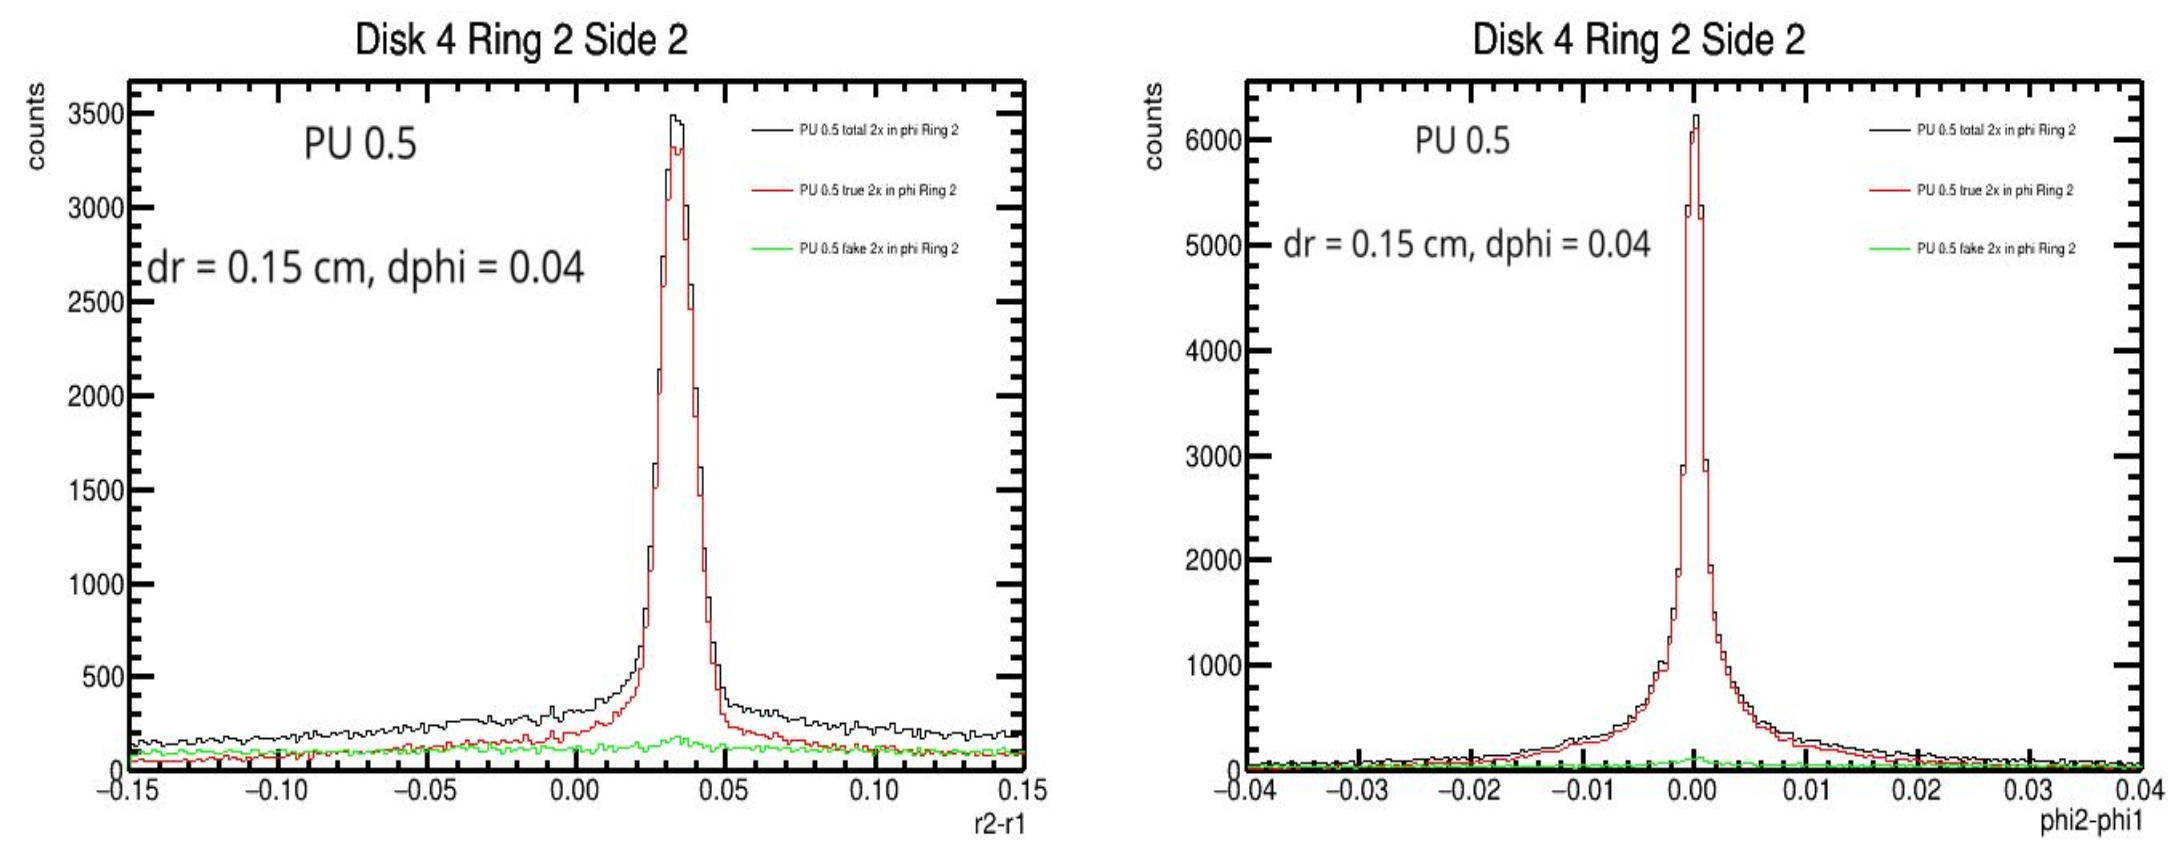 Disk 4 Ring 2 Side 2
counts
3500
3000
2500
2000
1500
1000
500
0
PU 0.5
dr = 0.15 cm, dphi = 0.04
PU 0.5 total 2x in phi Ring 2
PU 0.5 true 2x in phi Ring 2
PU 0.5 fake 2x in phi Ring 2
−0.15 −0.10 −0.05 0.00 0.05 0.10 0.15
r2-r1
Disk 4 Ring 2 Side 2
counts
6000
5000
4000
3000
2000
1000
0
PU 0.5
dr = 0.15 cm, dphi = 0.04
PU 0.5 total 2x in phi Ring 2
PU 0.5 true 2x in phi Ring 2
PU 0.5 fake 2x in phi Ring 2
−0.04 −0.03 −0.02 −0.01 0.00 0.01 0.02 0.03 0.04
phi2-phi1